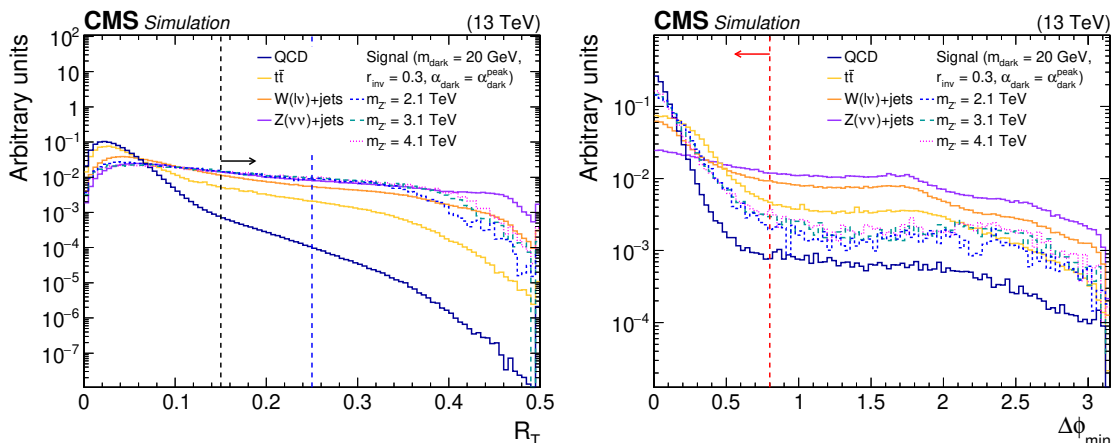 CMS Simulation (13 TeV)
Arbitrary units
10²
10
1
10⁻¹
10⁻²
10⁻³
10⁻⁴
10⁻⁵
10⁻⁶
10⁻⁷
QCD
tt̄
W(lν)+jets
Z(νν)+jets
Signal (m_dark = 20 GeV,
r_inv = 0.3, α_dark = α_dark^peak)
m_Z' = 2.1 TeV
m_Z' = 3.1 TeV
m_Z' = 4.1 TeV
0 0.1 0.2 0.3 0.4 0.5
R_T
CMS Simulation (13 TeV)
Arbitrary units
10⁻¹
10⁻²
10⁻³
10⁻⁴
QCD
tt̄
W(lν)+jets
Z(νν)+jets
Signal (m_dark = 20 GeV,
r_inv = 0.3, α_dark = α_dark^peak)
m_Z' = 2.1 TeV
m_Z' = 3.1 TeV
m_Z' = 4.1 TeV
0 0.5 1 1.5 2 2.5 3
Δϕ_min